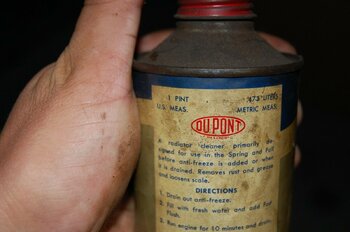 1 PINT .473 LITERS
U.S. MEAS. METRIC MEAS.
DU PONT
A radiator cleaner primarily de-
signed for use in the Spring and Fall
before anti-freeze is added or when
it is drained. Removes rust and grease
and loosens scale.
DIRECTIONS
1. Drain out anti-freeze.
2. Fill with fresh water and add Fast
Flush.
3. Run engine for 30 minutes and drain.